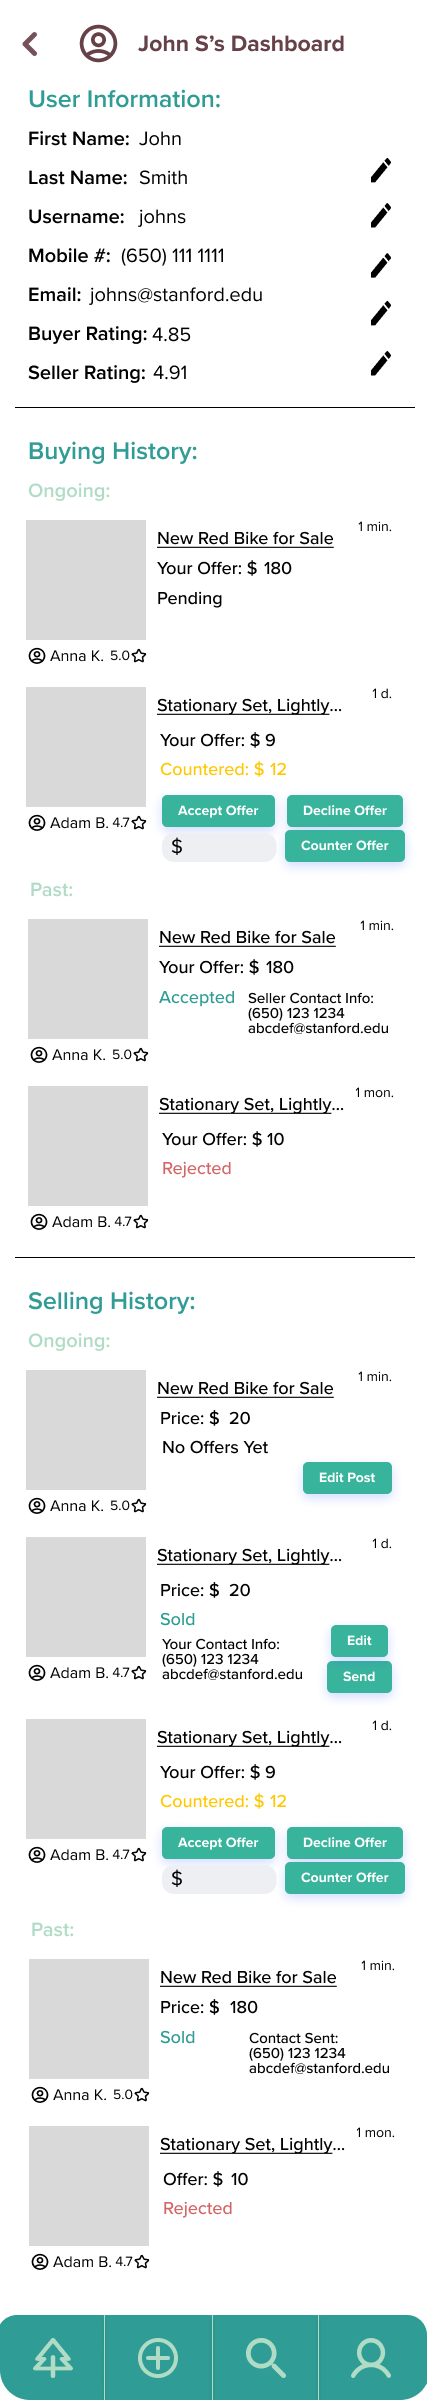 John S's Dashboard
User Information:
First Name: John
Last Name: Smith
Username: johns
Mobile #: (650) 111 1111
Email: johns@stanford.edu
Buyer Rating: 4.85
Seller Rating: 4.91
Buying History:
Ongoing:
New Red Bike for Sale 1 min.
Your Offer: $ 180
Pending
Anna K. 5.0
Stationary Set, Lightly... 1 d.
Your Offer: $ 9
Countered: $ 12
Accept Offer Decline Offer
Adam B. 4.7
$ Counter Offer
Past:
New Red Bike for Sale 1 min.
Your Offer: $ 180
Accepted Seller Contact Info:
(650) 123 1234
abcdef@stanford.edu
Anna K. 5.0
Stationary Set, Lightly... 1 mon.
Your Offer: $ 10
Rejected
Adam B. 4.7
Selling History:
Ongoing:
New Red Bike for Sale 1 min.
Price: $ 20
No Offers Yet
Edit Post
Anna K. 5.0
Stationary Set, Lightly... 1 d.
Price: $ 20
Sold
Your Contact Info: Edit
(650) 123 1234
abcdef@stanford.edu Send
Adam B. 4.7
Stationary Set, Lightly... 1 d.
Your Offer: $ 9
Countered: $ 12
Accept Offer Decline Offer
Adam B. 4.7
$ Counter Offer
Past:
New Red Bike for Sale 1 min.
Price: $ 180
Sold Contact Sent:
(650) 123 1234
abcdef@stanford.edu
Anna K. 5.0
Stationary Set, Lightly... 1 mon.
Offer: $ 10
Rejected
Adam B. 4.7